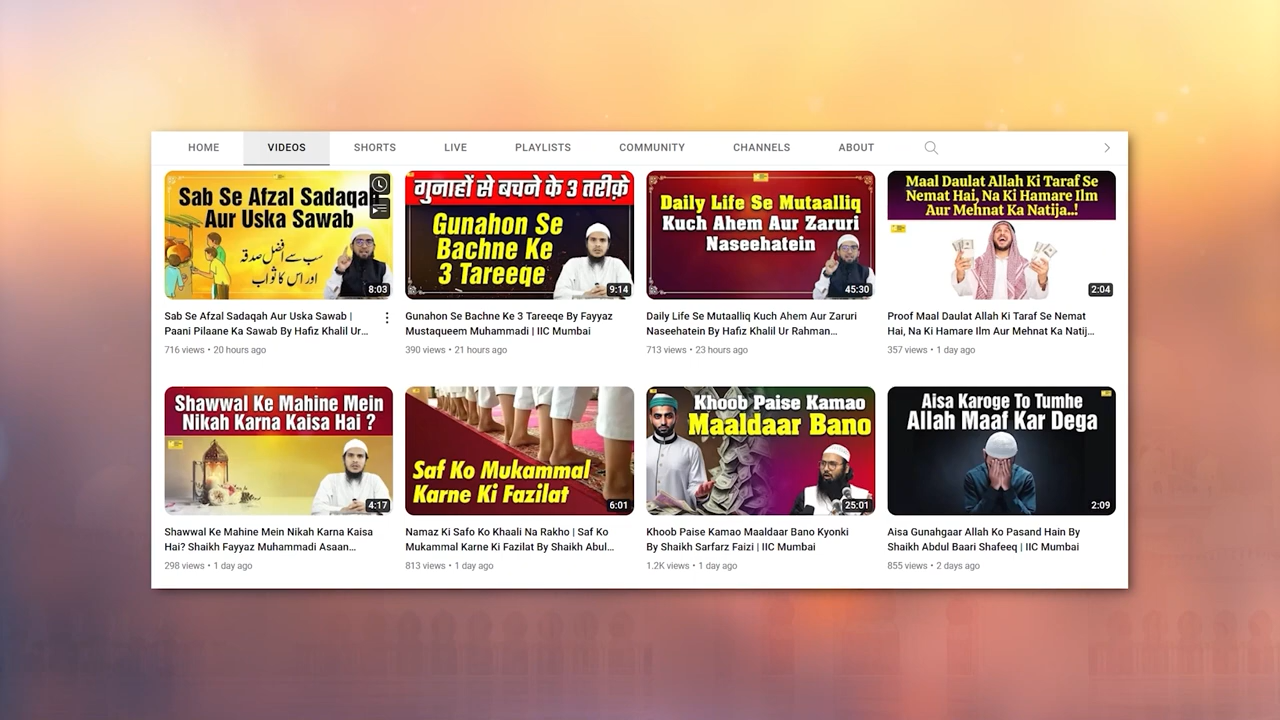 HOME VIDEOS SHORTS LIVE PLAYLISTS COMMUNITY CHANNELS ABOUT
Sab Se Afzal Sadaqah
Aur Uska Sawab
سب سے افضل صدقہ
اور اس کا ثواب
8:03
Sab Se Afzal Sadaqah Aur Uska Sawab |
Paani Pilaane Ka Sawab By Hafiz Khalil Ur...
716 views • 20 hours ago
गुनाहों से बचने के 3 तरीक़े
Gunahon Se
Bachne Ke
3 Tareeqe
9:14
Gunahon Se Bachne Ke 3 Tareeqe By Fayyaz
Mustaqueem Muhammadi | IIC Mumbai
390 views • 21 hours ago
Daily Life Se Mutaalliq
Kuch Ahem Aur Zaruri
Naseehatein
45:30
Daily Life Se Mutaalliq Kuch Ahem Aur Zaruri
Naseehatein By Hafiz Khalil Ur Rahman...
713 views • 23 hours ago
Maal Daulat Allah Ki Taraf Se
Nemat Hai, Na Ki Hamare Ilm
Aur Mehnat Ka Natija..!
2:04
Proof Maal Daulat Allah Ki Taraf Se Nemat
Hai, Na Ki Hamare Ilm Aur Mehnat Ka Natij...
357 views • 1 day ago
Shawwal Ke Mahine Mein
Nikah Karna Kaisa Hai ?
4:17
Shawwal Ke Mahine Mein Nikah Karna Kaisa
Hai? Shaikh Fayyaz Muhammadi Asaan...
298 views • 1 day ago
Saf Ko Mukammal
Karne Ki Fazilat
6:01
Namaz Ki Safo Ko Khaali Na Rakho | Saf Ko
Mukammal Karne Ki Fazilat By Shaikh Abul...
813 views • 1 day ago
Khoob Paise Kamao
Maaldaar Bano
25:01
Khoob Paise Kamao Maaldaar Bano Kyonki
By Shaikh Sarfarz Faizi | IIC Mumbai
1.2K views • 1 day ago
Aisa Karoge To Tumhe
Allah Maaf Kar Dega
2:09
Aisa Gunahgaar Allah Ko Pasand Hain By
Shaikh Abdul Baari Shafeeq | IIC Mumbai
855 views • 2 days ago